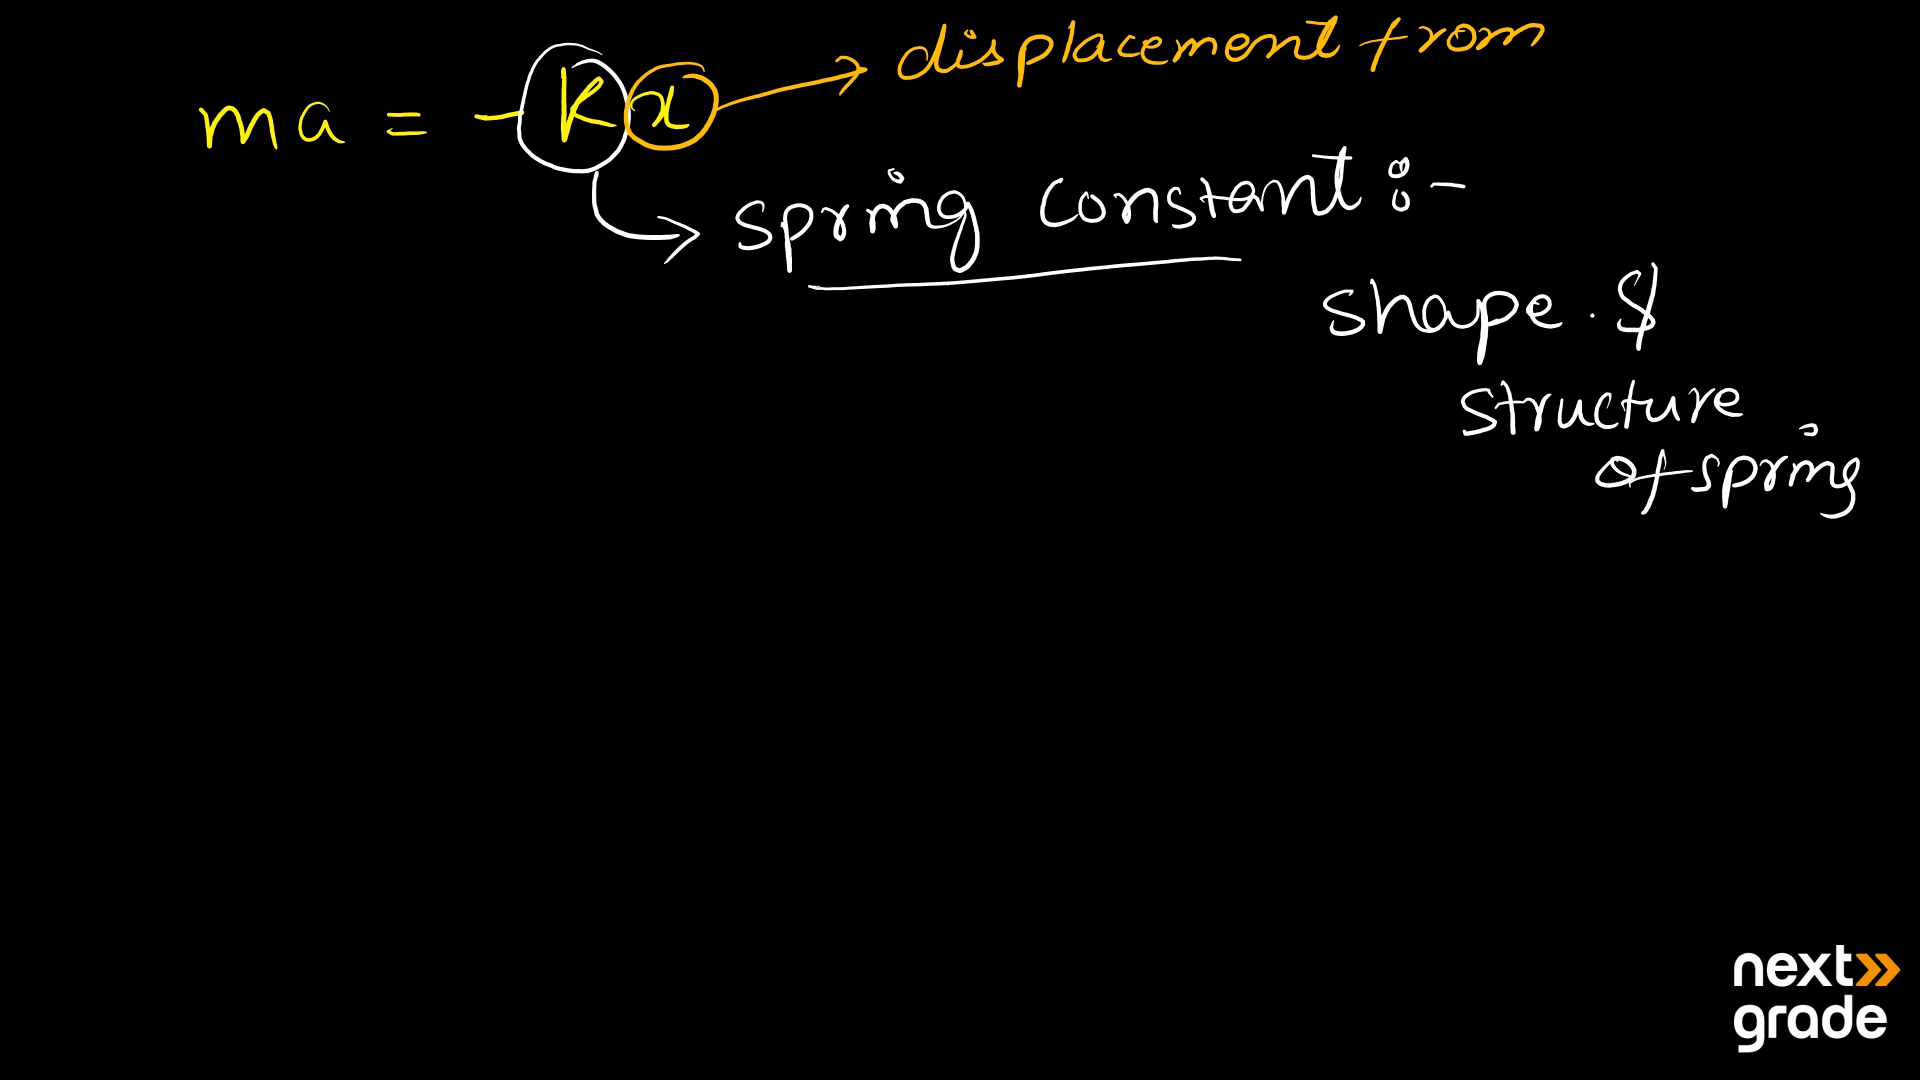 ma = -kx → displacement from
→ spring constant :-
shape . &
structure
of spring
next»
grade